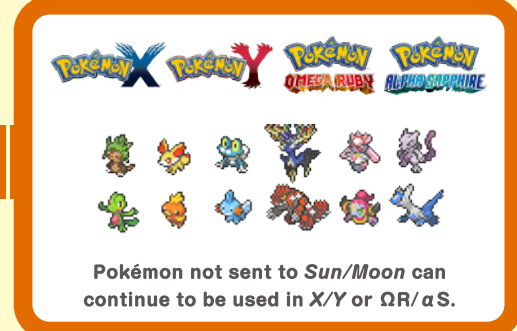 POKéMON X POKéMON Y POKéMON OMEGA RUBY POKéMON ALPHA SAPPHIRE
Pokémon not sent to Sun/Moon can
continue to be used in X/Y or ΩR/αS.